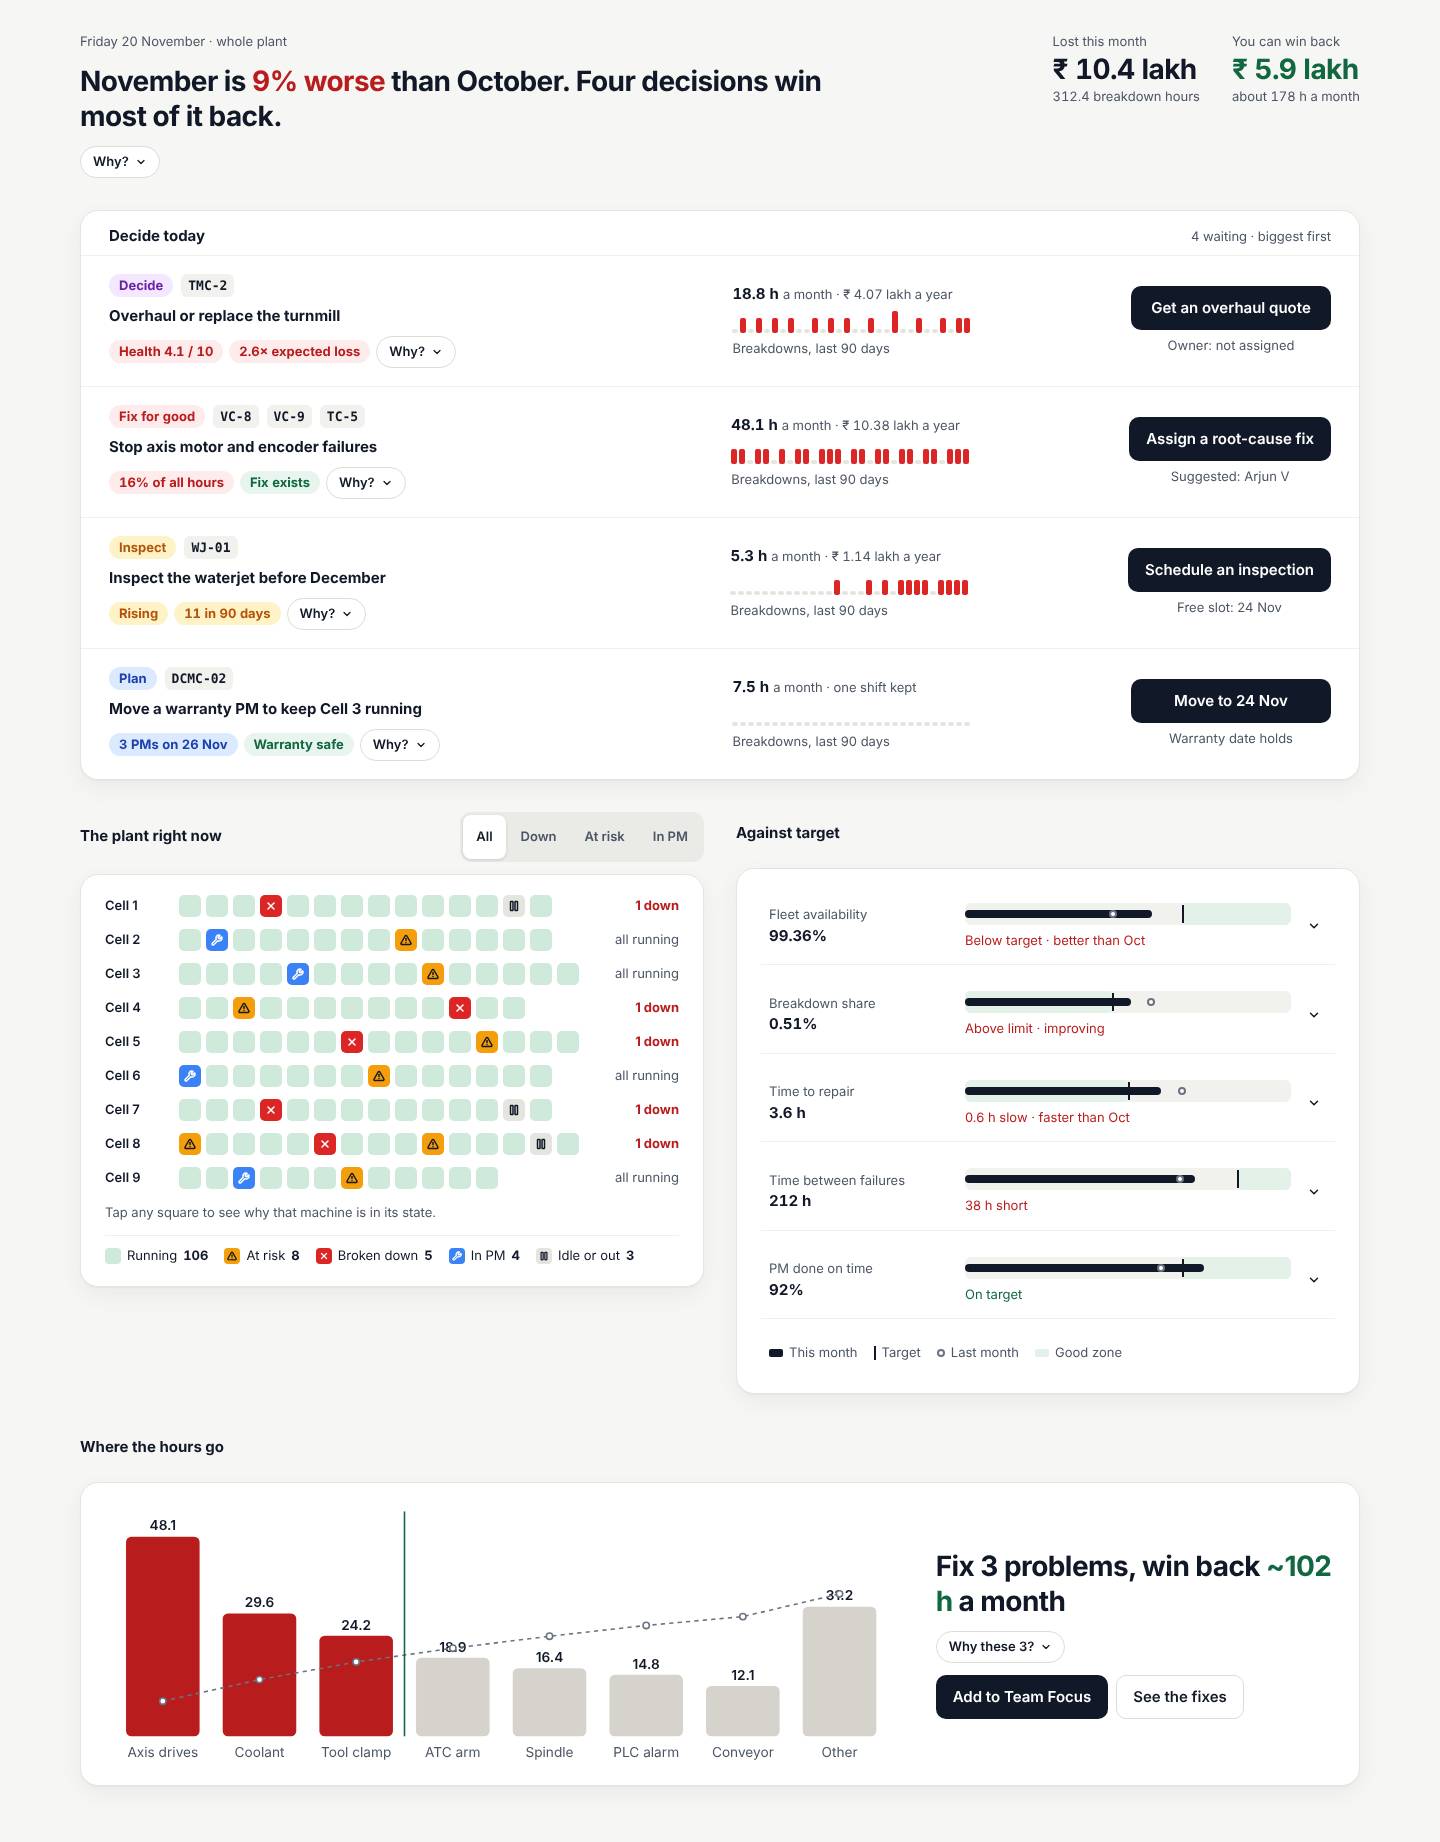 Friday 20 November · whole plant
November is 9% worse than October. Four decisions win
most of it back.
Why?
Lost this month
₹ 10.4 lakh
312.4 breakdown hours
You can win back
₹ 5.9 lakh
about 178 h a month
Decide today
4 waiting · biggest first
Decide TMC-2
Overhaul or replace the turnmill
Health 4.1 / 10 2.6× expected loss Why?
18.8 h a month · ₹ 4.07 lakh a year
Breakdowns, last 90 days
Get an overhaul quote
Owner: not assigned
Fix for good VC-8 VC-9 TC-5
Stop axis motor and encoder failures
16% of all hours Fix exists Why?
48.1 h a month · ₹ 10.38 lakh a year
Breakdowns, last 90 days
Assign a root-cause fix
Suggested: Arjun V
Inspect WJ-01
Inspect the waterjet before December
Rising 11 in 90 days Why?
5.3 h a month · ₹ 1.14 lakh a year
Breakdowns, last 90 days
Schedule an inspection
Free slot: 24 Nov
Plan DCMC-02
Move a warranty PM to keep Cell 3 running
3 PMs on 26 Nov Warranty safe Why?
7.5 h a month · one shift kept
Breakdowns, last 90 days
Move to 24 Nov
Warranty date holds
The plant right now
All Down At risk In PM
Cell 1 1 down
Cell 2 all running
Cell 3 all running
Cell 4 1 down
Cell 5 1 down
Cell 6 all running
Cell 7 1 down
Cell 8 1 down
Cell 9 all running
Tap any square to see why that machine is in its state.
Running 106 At risk 8 Broken down 5 In PM 4 Idle or out 3
Against target
Fleet availability
99.36%
Below target · better than Oct
Breakdown share
0.51%
Above limit · improving
Time to repair
3.6 h
0.6 h slow · faster than Oct
Time between failures
212 h
38 h short
PM done on time
92%
On target
This month Target Last month Good zone
Where the hours go
48.1
29.6
24.2
18.9
16.4
14.8
12.1
Axis drives Coolant Tool clamp ATC arm Spindle PLC alarm Conveyor Other
Fix 3 problems, win back ~102
h a month
Why these 3?
Add to Team Focus See the fixes